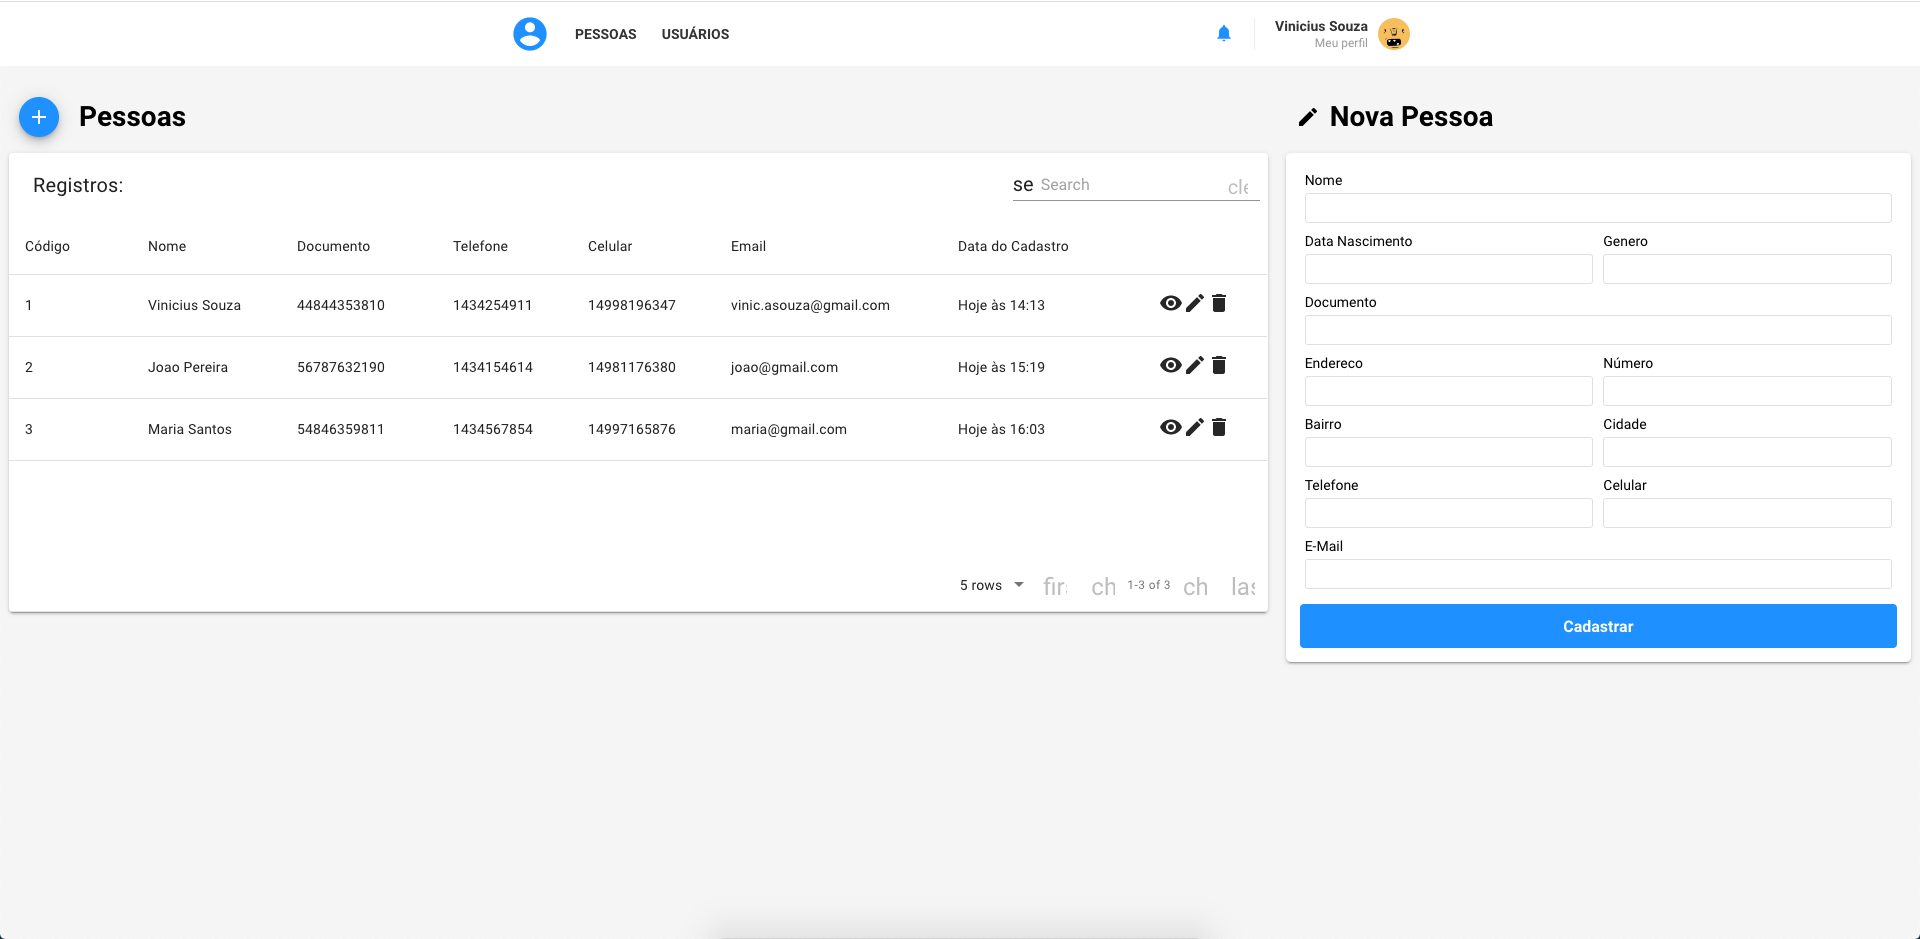 PESSOAS USUÁRIOS Vinicius Souza
Meu perfil
Pessoas
Nova Pessoa
Registros: se Search cle
Código Nome Documento Telefone Celular Email Data do Cadastro
1 Vinicius Souza 44844353810 1434254911 14998196347 vinic.asouza@gmail.com Hoje às 14:13
2 Joao Pereira 56787632190 1434154614 14981176380 joao@gmail.com Hoje às 15:19
3 Maria Santos 54846359811 1434567854 14997165876 maria@gmail.com Hoje às 16:03
5 rows fir ch 1-3 of 3 ch las
Nome
Data Nascimento Genero
Documento
Endereco Número
Bairro Cidade
Telefone Celular
E-Mail
Cadastrar